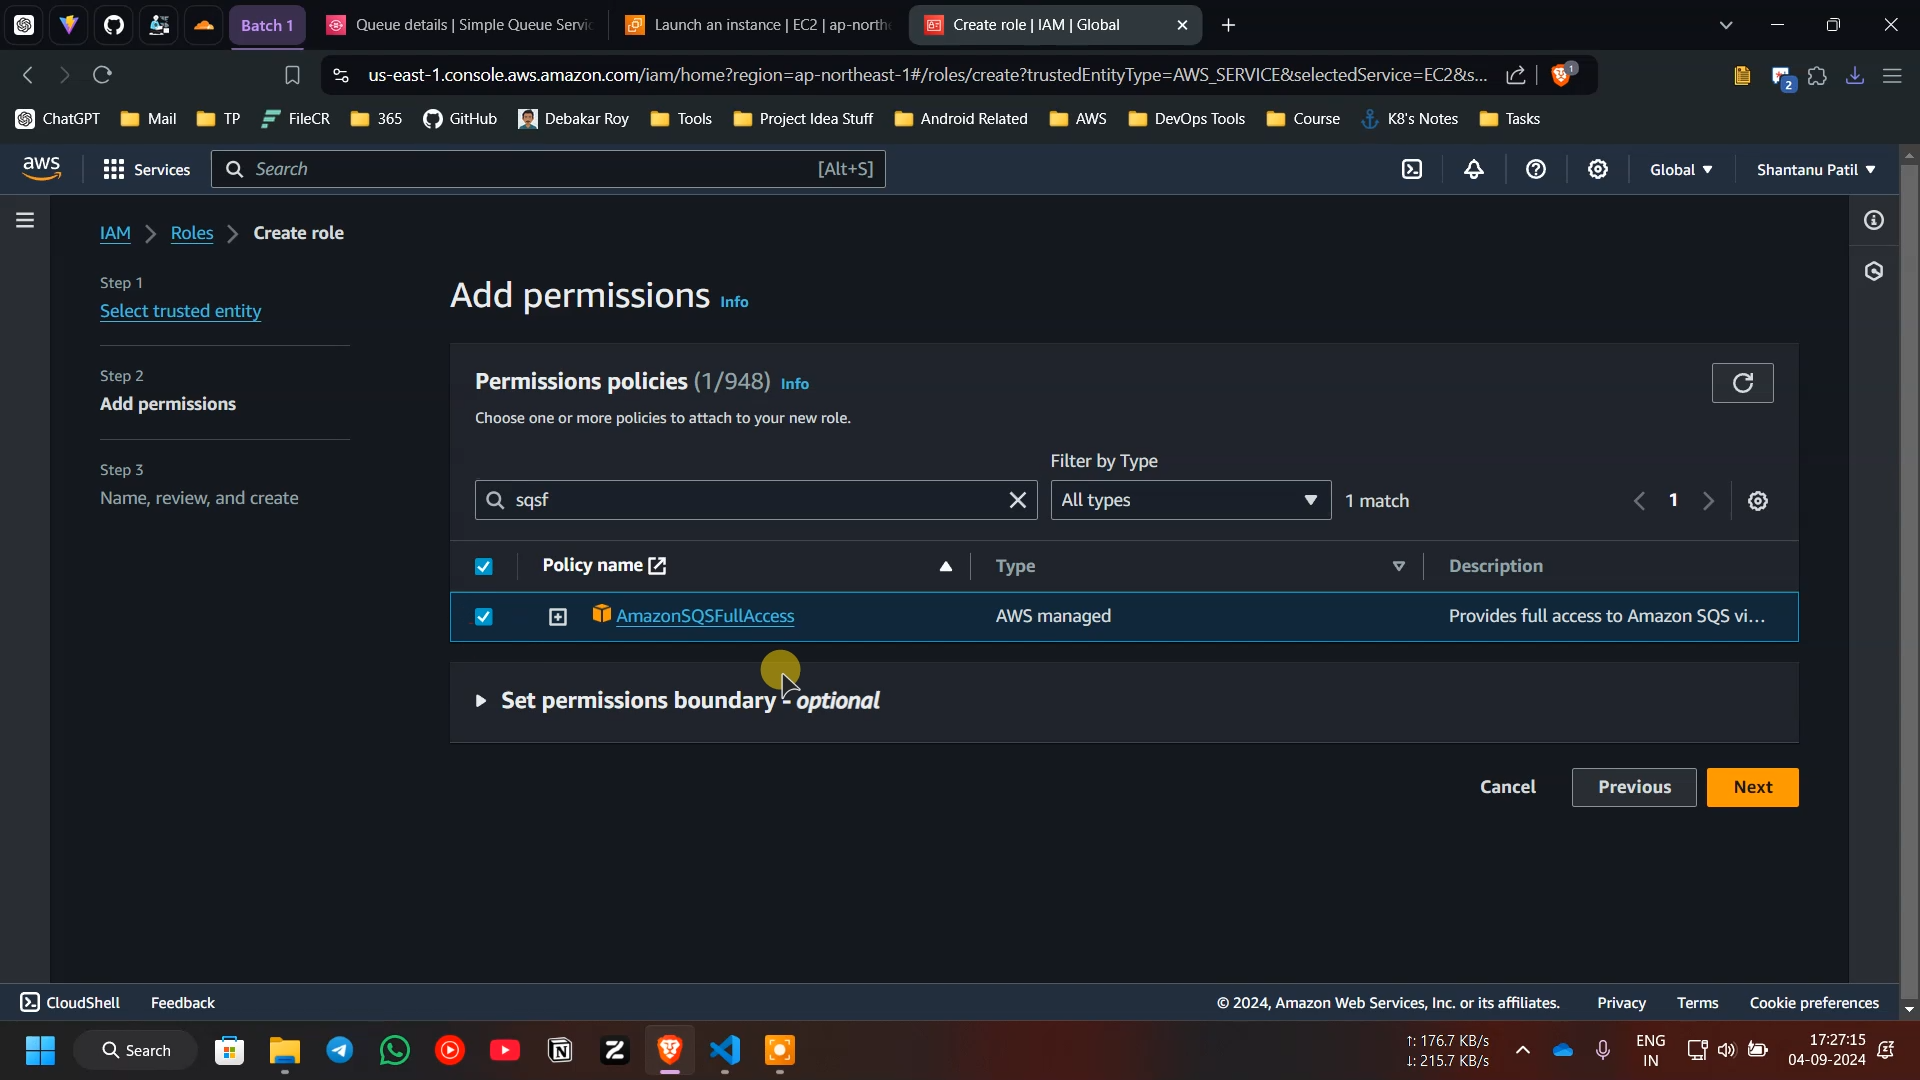 Batch 1
Queue details | Simple Queue Servic
Launch an instance | EC2 | ap-northe
Create role | IAM | Global
us-east-1.console.aws.amazon.com/iam/home?region=ap-northeast-1#/roles/create?trustedEntityType=AWS_SERVICE&selectedService=EC2&s...
1
2
ChatGPT
Mail
TP
FileCR
365
GitHub
Debakar Roy
Tools
Project Idea Stuff
Android Related
AWS
DevOps Tools
Course
K8's Notes
Tasks
aws
Services
Search
[Alt+S]
Global
Shantanu Patil
IAM
Roles
Create role
Step 1
Select trusted entity
Step 2
Add permissions
Step 3
Name, review, and create
Add permissions Info
Permissions policies (1/948) Info
Choose one or more policies to attach to your new role.
Filter by Type
sqsf
All types
1 match
1
Policy name
Type
Description
AmazonSQSFullAccess
AWS managed
Provides full access to Amazon SQS vi...
Set permissions boundary - optional
Cancel
Previous
Next
CloudShell
Feedback
© 2024, Amazon Web Services, Inc. or its affiliates.
Privacy
Terms
Cookie preferences
Search
↑: 176.7 KB/s
↓: 215.7 KB/s
ENG
IN
17:27:15
04-09-2024